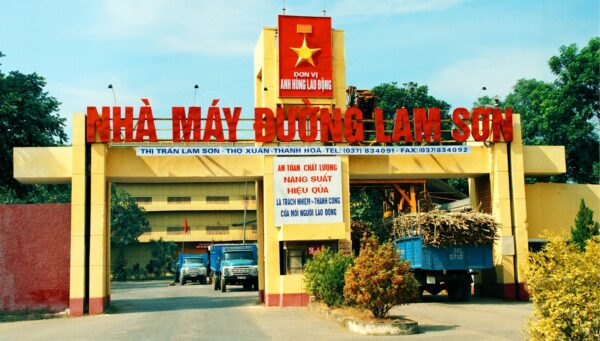 ĐƠN VỊ
ANH HÙNG LAO ĐỘNG
NHÀ MÁY ĐƯỜNG LAM SƠN
THỊ TRẤN LAM SƠN - THỌ XUÂN - THANH HOÁ - TEL: (037) 834091 - FAX: (037) 834092
AN TOÀN, CHẤT LƯỢNG
NĂNG SUẤT
HIỆU QỦA
LÀ TRÁCH NHIỆM - THÀNH CÔNG
CỦA MỖI NGƯỜI LAO ĐỘNG